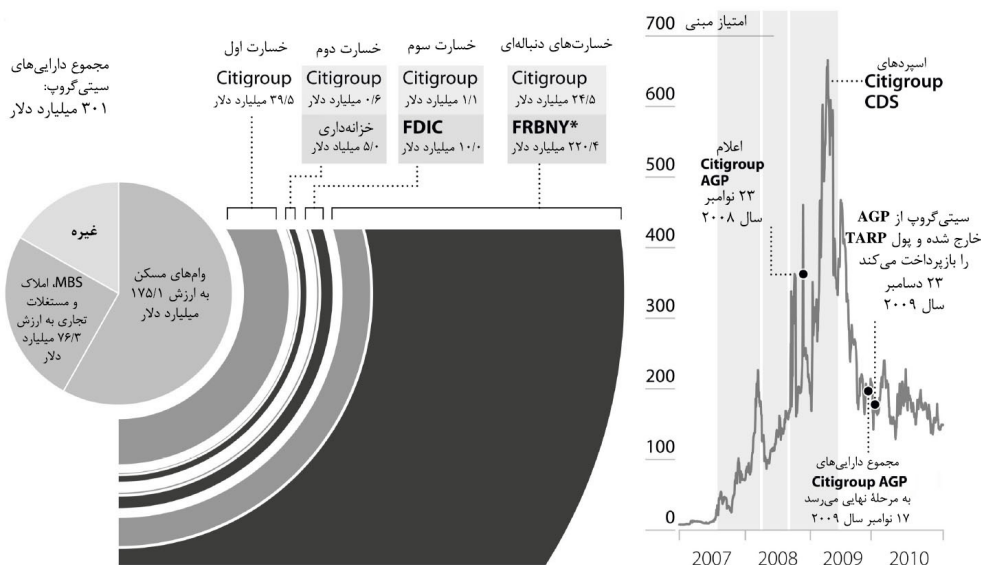 مجموع دارایی‌های
سیتی‌گروپ:
۳۰۱ میلیارد دلار
خسارت اول
Citigroup
۳۹/۵ میلیارد دلار
خسارت دوم
Citigroup
۰/۶ میلیارد دلار
خزانه‌داری
۵/۰ میلیاد دلار
خسارت سوم
Citigroup
۱/۱ میلیارد دلار
FDIC
۱۰/۰ میلیارد دلار
خسارت‌های دنباله‌ای
Citigroup
۲۴/۵ میلیارد دلار
FRBNY*
۲۲۰/۴ میلیارد دلار
غیره
وام‌های مسکن
به ارزش ۱۷۵/۱
میلیارد دلار
MBS، املاک
و مستغلات
تجاری به ارزش
۷۶/۳ میلیارد
دلار
700 امتیاز مبنی
600
500
400
300
200
100
0
اسپردهای
Citigroup
CDS
اعلام
Citigroup
AGP
۲۳ نوامبر
سال ۲۰۰۸
سیتی‌گروپ از AGP
خارج شده و پول TARP
را بازپرداخت می‌کند
۲۳ دسامبر
سال ۲۰۰۹
مجموع دارایی‌های
Citigroup AGP
به مرحلهٔ نهایی می‌رسد
۱۷ نوامبر سال ۲۰۰۹
2007 2008 2009 2010